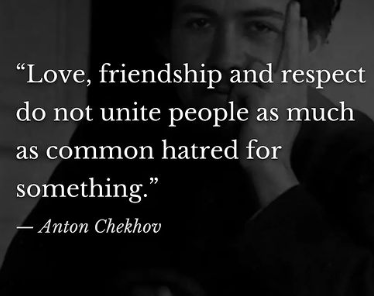 “Love, friendship and respect
do not unite people as much
as common hatred for
something.”
— Anton Chekhov